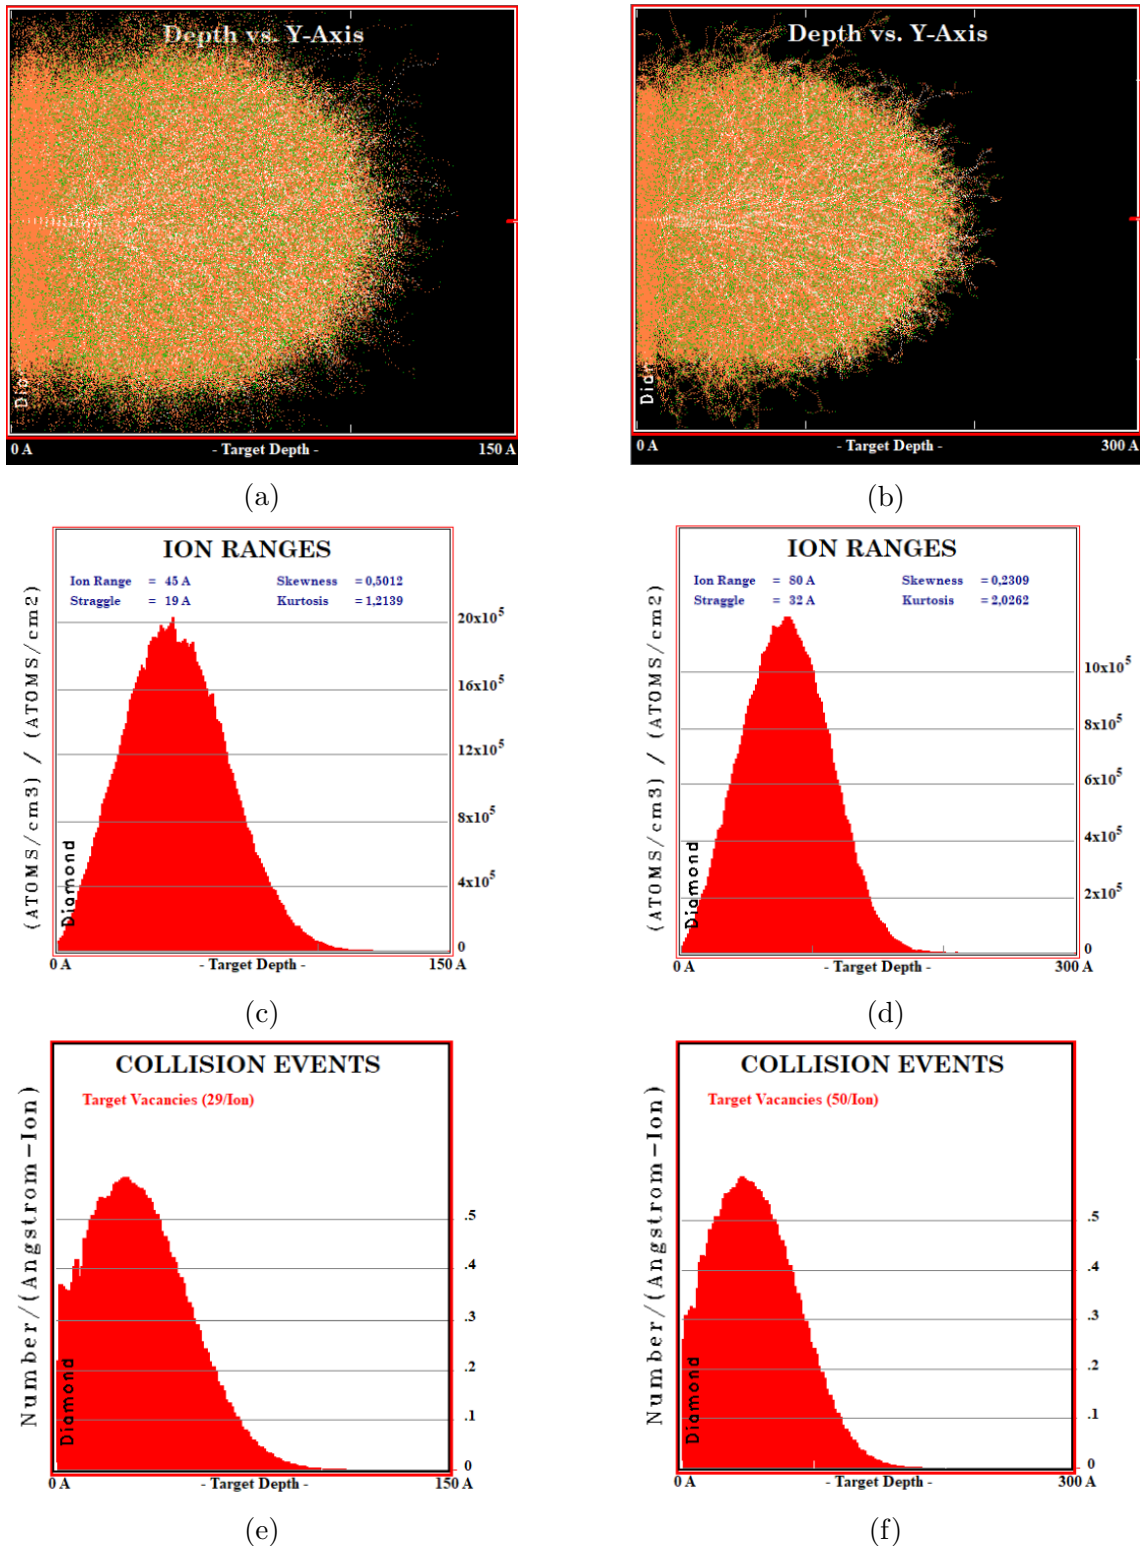 Depth vs. Y-Axis
Dia
0 A - Target Depth - 150 A
(a)
Depth vs. Y-Axis
Dia
0 A - Target Depth - 300 A
(b)
ION RANGES
Ion Range = 45 A Skewness = 0,5012
Straggle = 19 A Kurtosis = 1,2139
(ATOMS/cm3) / (ATOMS/cm2)
20x10^5
16x10^5
12x10^5
8x10^5
4x10^5
0
Diamond
0 A - Target Depth - 150 A
(c)
ION RANGES
Ion Range = 80 A Skewness = 0,2309
Straggle = 32 A Kurtosis = 2,0262
(ATOMS/cm3) / (ATOMS/cm2)
10x10^5
8x10^5
6x10^5
4x10^5
2x10^5
0
Diamond
0 A - Target Depth - 300 A
(d)
COLLISION EVENTS
Target Vacancies (29/Ion)
Number/(Angstrom-Ion)
.5
.4
.3
.2
.1
0
Diamond
0 A - Target Depth - 150 A
(e)
COLLISION EVENTS
Target Vacancies (50/Ion)
Number/(Angstrom-Ion)
.5
.4
.3
.2
.1
0
Diamond
0 A - Target Depth - 300 A
(f)